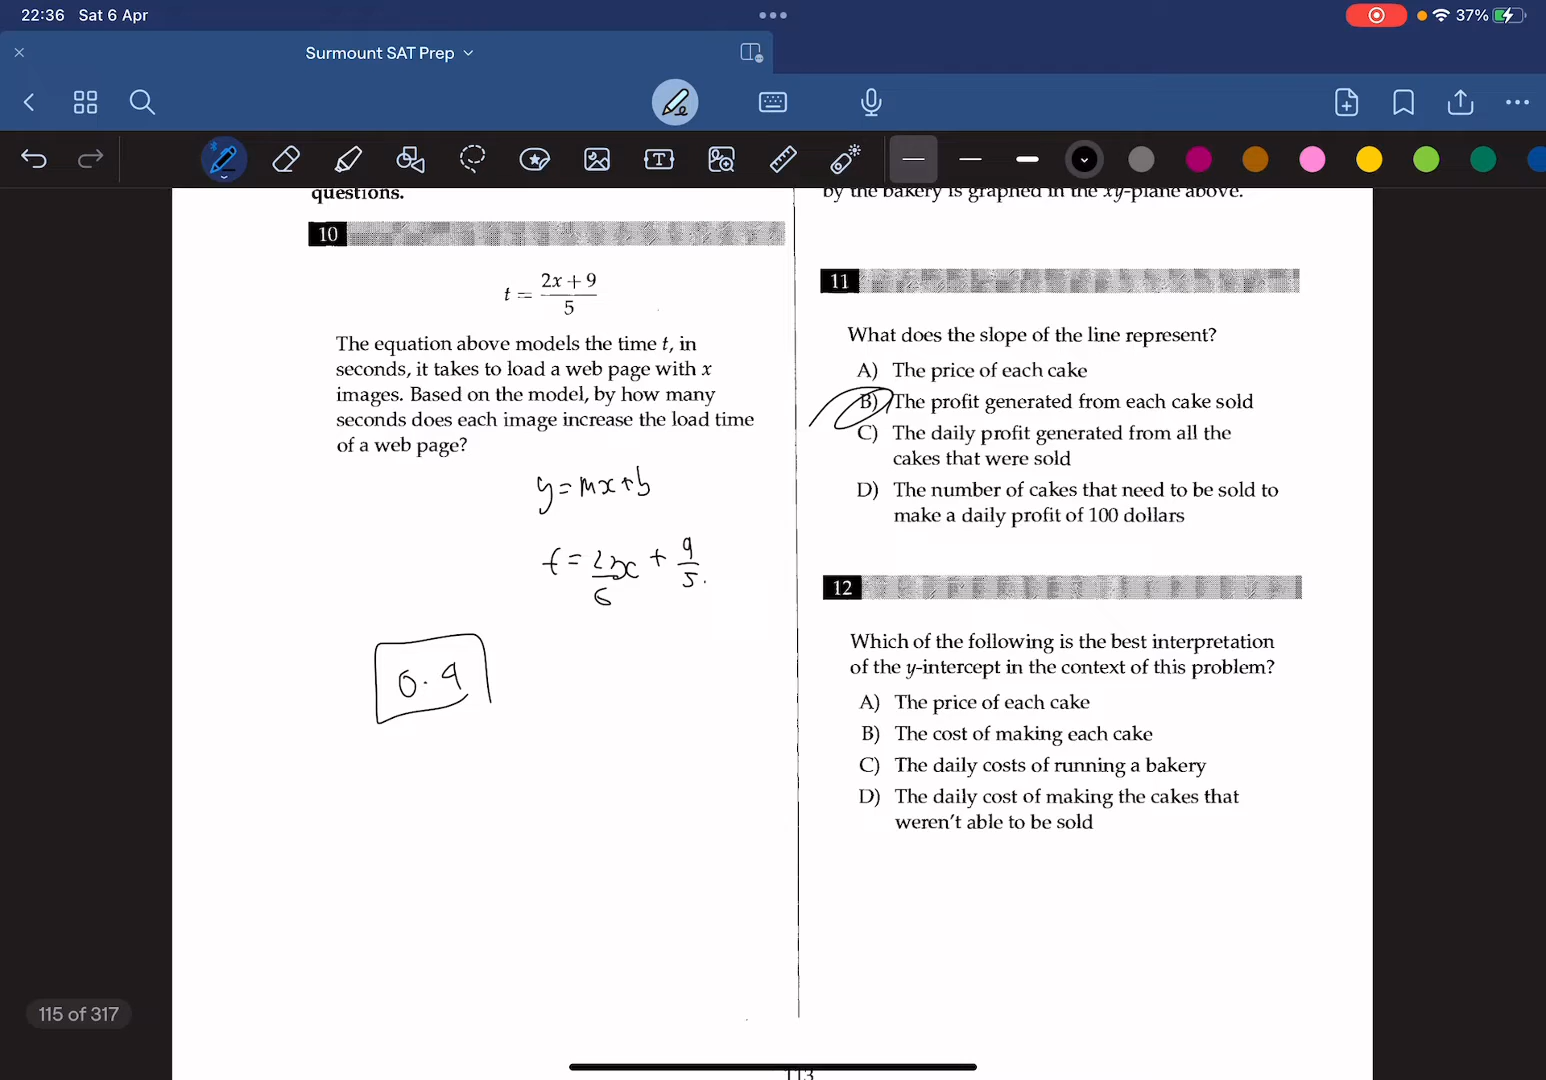 22:36 Sat 6 Apr
37%
Surmount SAT Prep
T
questions.
10
t = 2x + 9
5
The equation above models the time t, in
seconds, it takes to load a web page with x
images. Based on the model, by how many
seconds does each image increase the load time
of a web page?
y = mx + b
t = 2x + 9
5 5
0.9
by the bakery is graphed in the xy-plane above.
11
What does the slope of the line represent?
A) The price of each cake
B) The profit generated from each cake sold
C) The daily profit generated from all the
cakes that were sold
D) The number of cakes that need to be sold to
make a daily profit of 100 dollars
12
Which of the following is the best interpretation
of the y-intercept in the context of this problem?
A) The price of each cake
B) The cost of making each cake
C) The daily costs of running a bakery
D) The daily cost of making the cakes that
weren't able to be sold
115 of 317
113